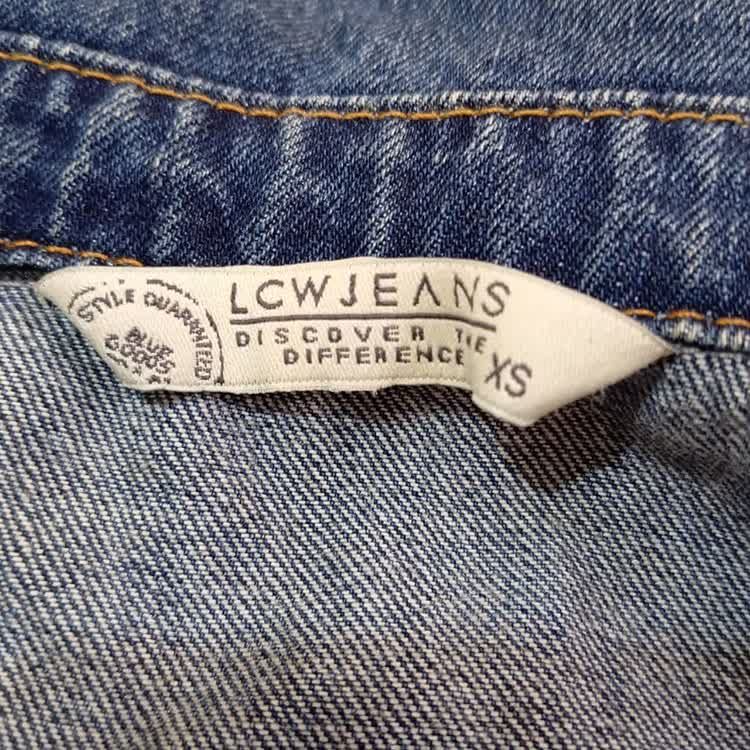 STYLE GUARANTEED
BLUE
GOODS
LCWJEANS
DISCOVER THE
DIFFERENCE
XS